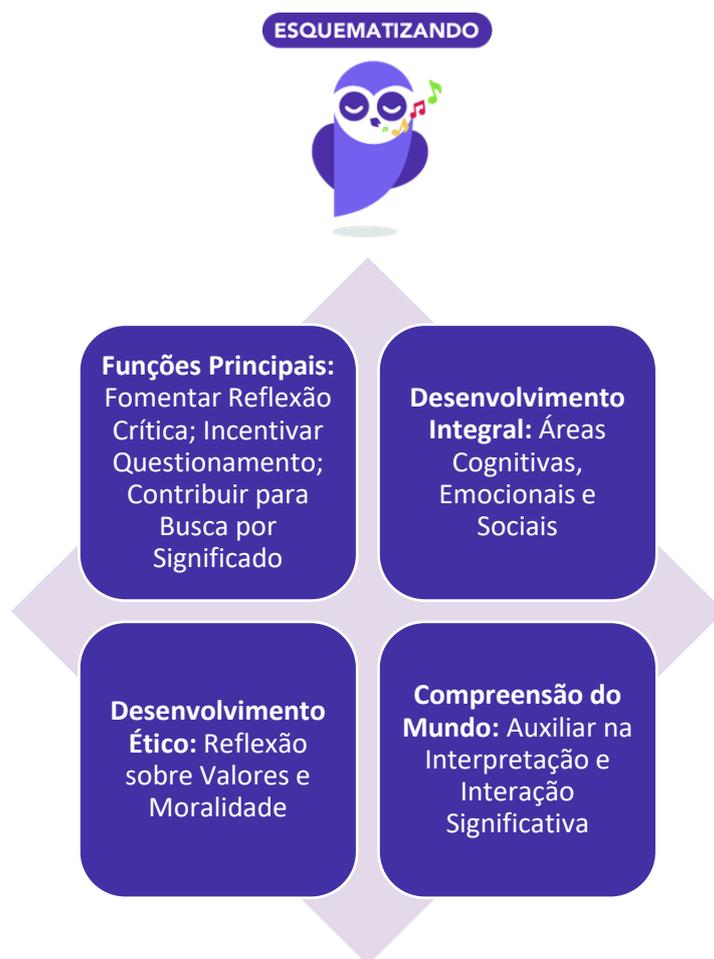 ESQUEMATIZANDO
Funções Principais:
Fomentar Reflexão
Crítica; Incentivar
Questionamento;
Contribuir para
Busca por
Significado
Desenvolvimento
Integral: Áreas
Cognitivas,
Emocionais e
Sociais
Desenvolvimento
Ético: Reflexão
sobre Valores e
Moralidade
Compreensão do
Mundo: Auxiliar na
Interpretação e
Interação
Significativa